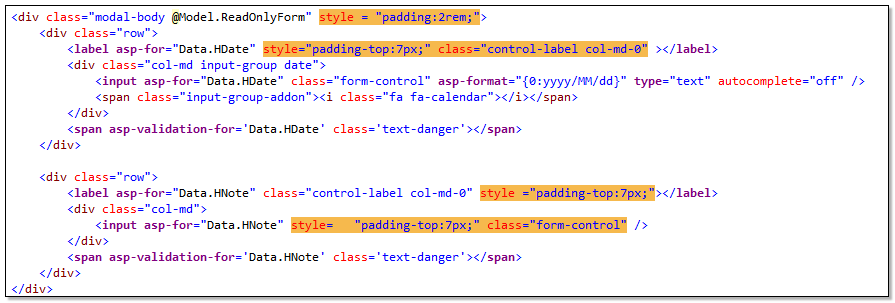 <div class="modal-body @Model.ReadOnlyForm" style = "padding:2rem;">
    <div class="row">
        <label asp-for="Data.HDate" style="padding-top:7px;" class="control-label col-md-0" ></label>
        <div class="col-md input-group date">
            <input asp-for="Data.HDate" class="form-control" asp-format="{0:yyyy/MM/dd}" type="text" autocomplete="off" />
            <span class="input-group-addon"><i class="fa fa-calendar"></i></span>
        </div>
        <span asp-validation-for='Data.HDate' class='text-danger'></span>
    </div>

    <div class="row">
        <label asp-for="Data.HNote" class="control-label col-md-0" style ="padding-top:7px;"></label>
        <div class="col-md">
            <input asp-for="Data.HNote" style=   "padding-top:7px;" class="form-control" />
        </div>
        <span asp-validation-for='Data.HNote' class='text-danger'></span>
    </div>
</div>